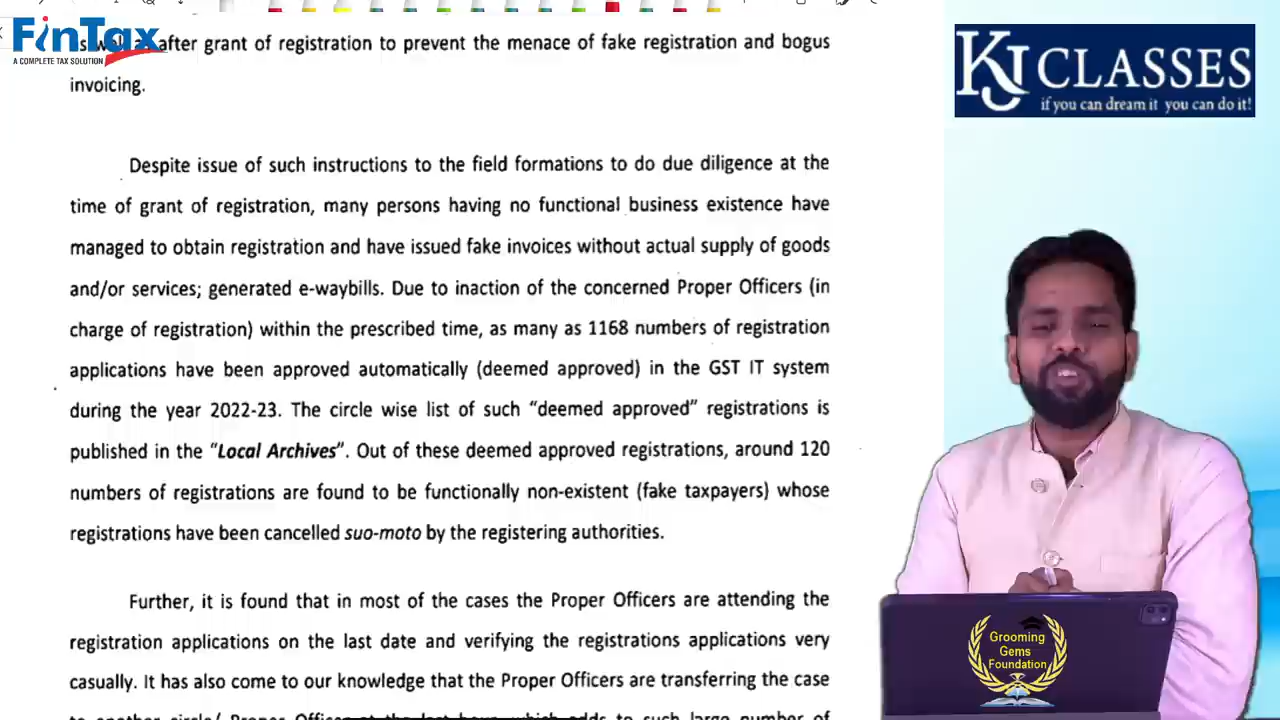 FinTax
A COMPLETE TAX SOLUTION
after grant of registration to prevent the menace of fake registration and bogus
invoicing.
Despite issue of such instructions to the field formations to do due diligence at the
time of grant of registration, many persons having no functional business existence have
managed to obtain registration and have issued fake invoices without actual supply of goods
and/or services; generated e-waybills. Due to inaction of the concerned Proper Officers (in
charge of registration) within the prescribed time, as many as 1168 numbers of registration
applications have been approved automatically (deemed approved) in the GST IT system
during the year 2022-23. The circle wise list of such “deemed approved” registrations is
published in the “Local Archives”. Out of these deemed approved registrations, around 120
numbers of registrations are found to be functionally non-existent (fake taxpayers) whose
registrations have been cancelled suo-moto by the registering authorities.
Further, it is found that in most of the cases the Proper Officers are attending the
registration applications on the last date and verifying the registrations applications very
casually. It has also come to our knowledge that the Proper Officers are transferring the case
KJ CLASSES
if you can dream it you can do it!
Grooming
Gems
Foundation